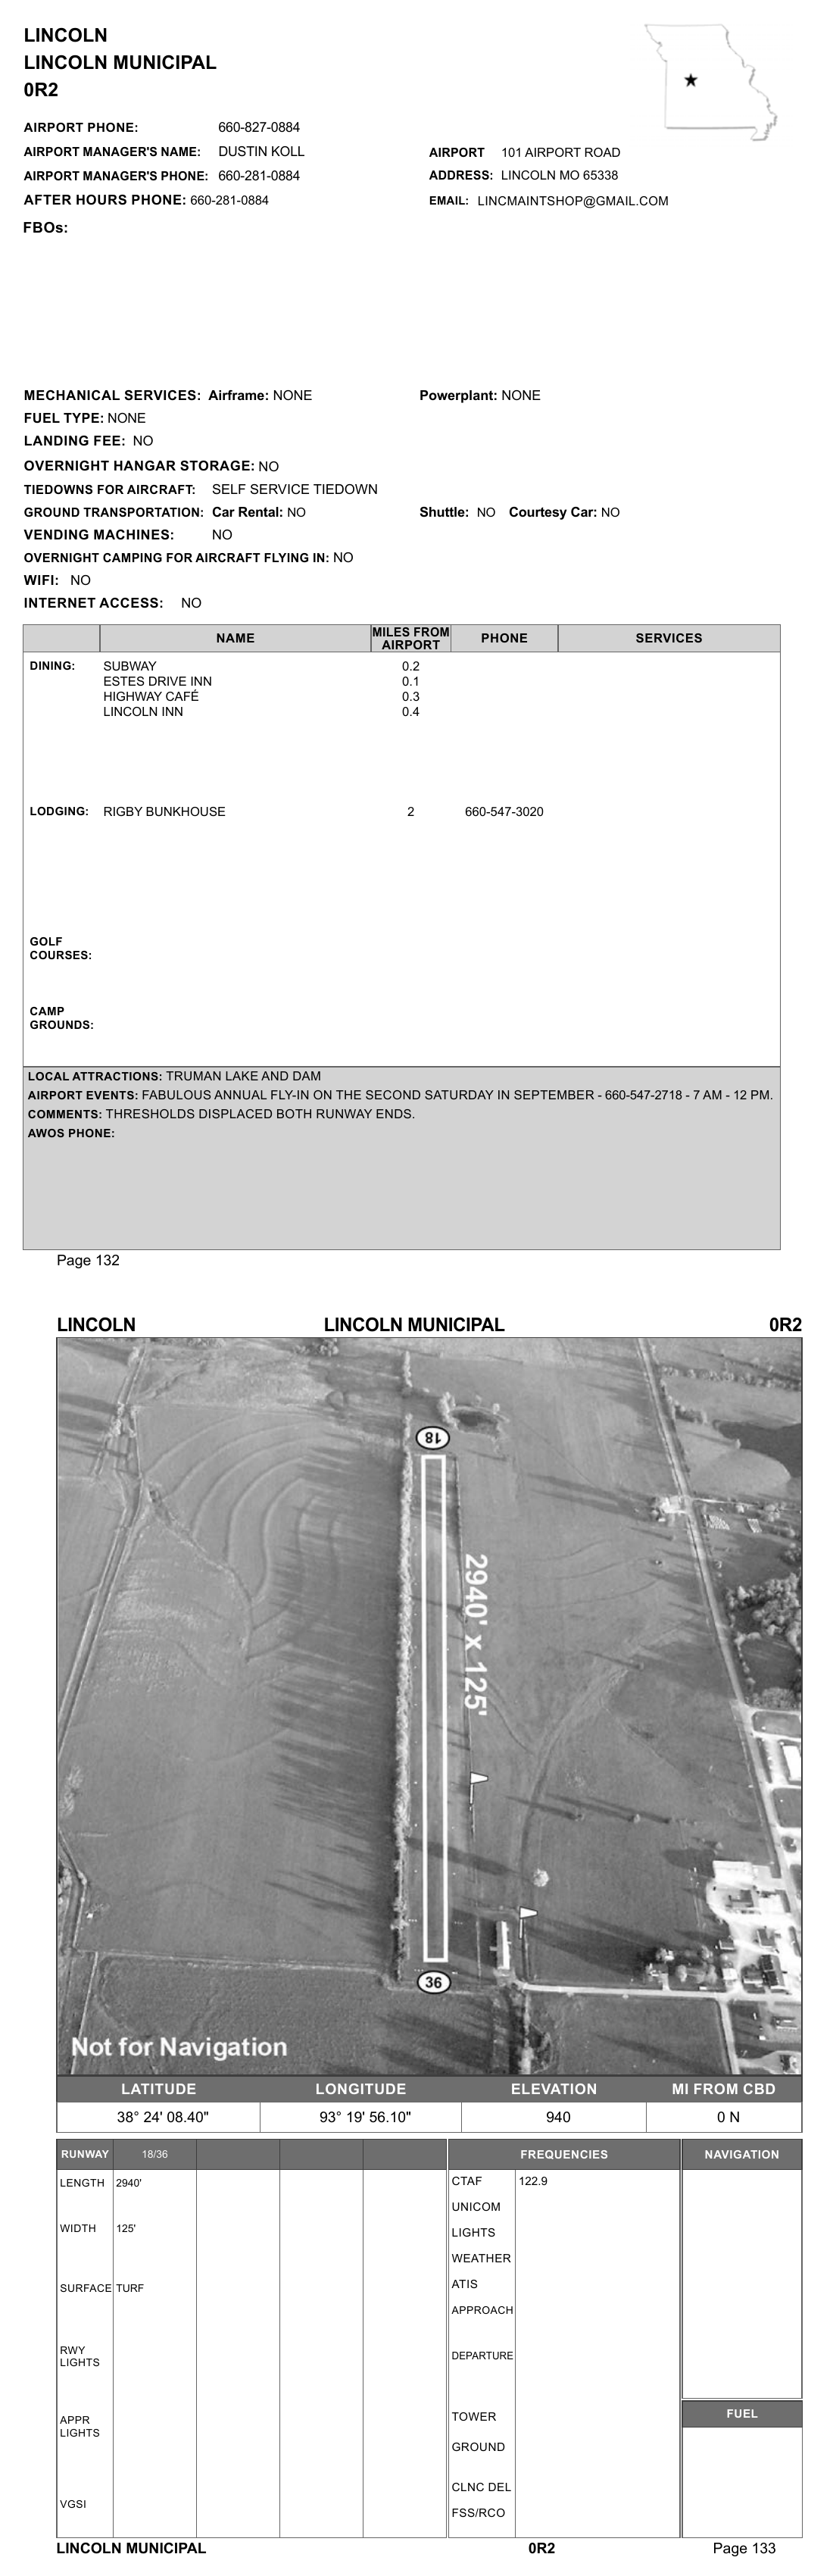 LINCOLN
LINCOLN MUNICIPAL
0R2
AIRPORT PHONE: 660-827-0884
AIRPORT MANAGER'S NAME: DUSTIN KOLL
AIRPORT MANAGER'S PHONE: 660-281-0884
AFTER HOURS PHONE: 660-281-0884
AIRPORT 101 AIRPORT ROAD
ADDRESS: LINCOLN MO 65338
EMAIL: LINCMAINTSHOP@GMAIL.COM
FBOs:
MECHANICAL SERVICES: Airframe: NONE Powerplant: NONE
FUEL TYPE: NONE
LANDING FEE: NO
OVERNIGHT HANGAR STORAGE: NO
TIEDOWNS FOR AIRCRAFT: SELF SERVICE TIEDOWN
GROUND TRANSPORTATION: Car Rental: NO Shuttle: NO Courtesy Car: NO
VENDING MACHINES: NO
OVERNIGHT CAMPING FOR AIRCRAFT FLYING IN: NO
WIFI: NO
INTERNET ACCESS: NO
NAME MILES FROM AIRPORT PHONE SERVICES
DINING: SUBWAY 0.2
ESTES DRIVE INN 0.1
HIGHWAY CAFÉ 0.3
LINCOLN INN 0.4
LODGING: RIGBY BUNKHOUSE 2 660-547-3020
GOLF
COURSES:
CAMP
GROUNDS:
LOCAL ATTRACTIONS: TRUMAN LAKE AND DAM
AIRPORT EVENTS: FABULOUS ANNUAL FLY-IN ON THE SECOND SATURDAY IN SEPTEMBER - 660-547-2718 - 7 AM - 12 PM.
COMMENTS: THRESHOLDS DISPLACED BOTH RUNWAY ENDS.
AWOS PHONE:
Page 132
LINCOLN LINCOLN MUNICIPAL 0R2
18
2940' x 125'
36
Not for Navigation
LATITUDE LONGITUDE ELEVATION MI FROM CBD
38° 24' 08.40" 93° 19' 56.10" 940 0 N
RUNWAY 18/36 FREQUENCIES NAVIGATION
LENGTH 2940'
WIDTH 125'
SURFACE TURF
RWY
LIGHTS
APPR
LIGHTS
VGSI
CTAF 122.9
UNICOM
LIGHTS
WEATHER
ATIS
APPROACH
DEPARTURE
TOWER
GROUND
CLNC DEL
FSS/RCO
FUEL
LINCOLN MUNICIPAL 0R2 Page 133